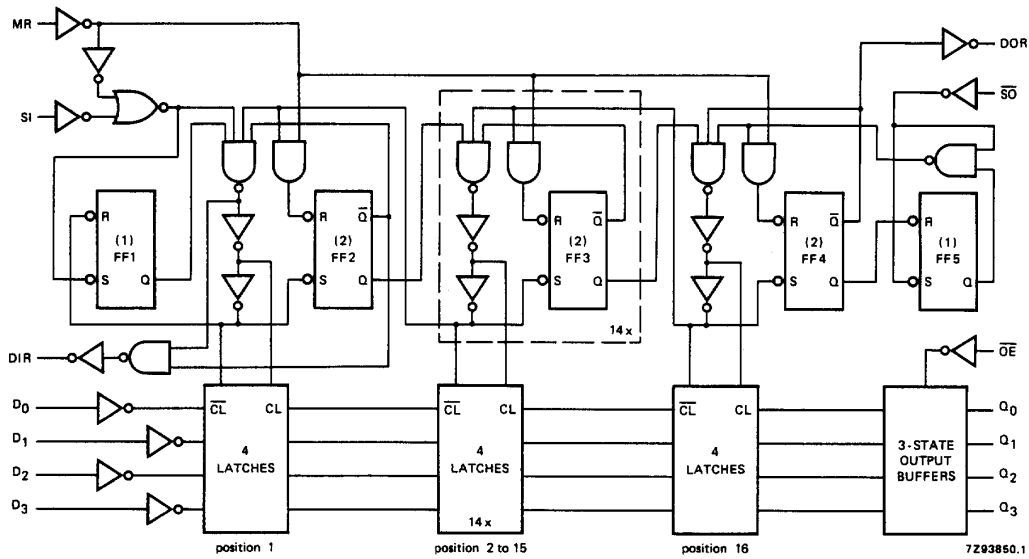 MR
DOR
SO
SI
R
(1)
FF1
S
Q
R
(2)
FF2
S
Q
Q
R
(2)
FF3
S
Q
Q
14x
R
(2)
FF4
S
Q
Q
R
(1)
FF5
S
Q
DIR
OE
D0
D1
D2
D3
CL
CL
4
LATCHES
position 1
CL
CL
4
LATCHES
14x
position 2 to 15
CL
CL
4
LATCHES
position 16
3-STATE
OUTPUT
BUFFERS
Q0
Q1
Q2
Q3
7Z93850.1